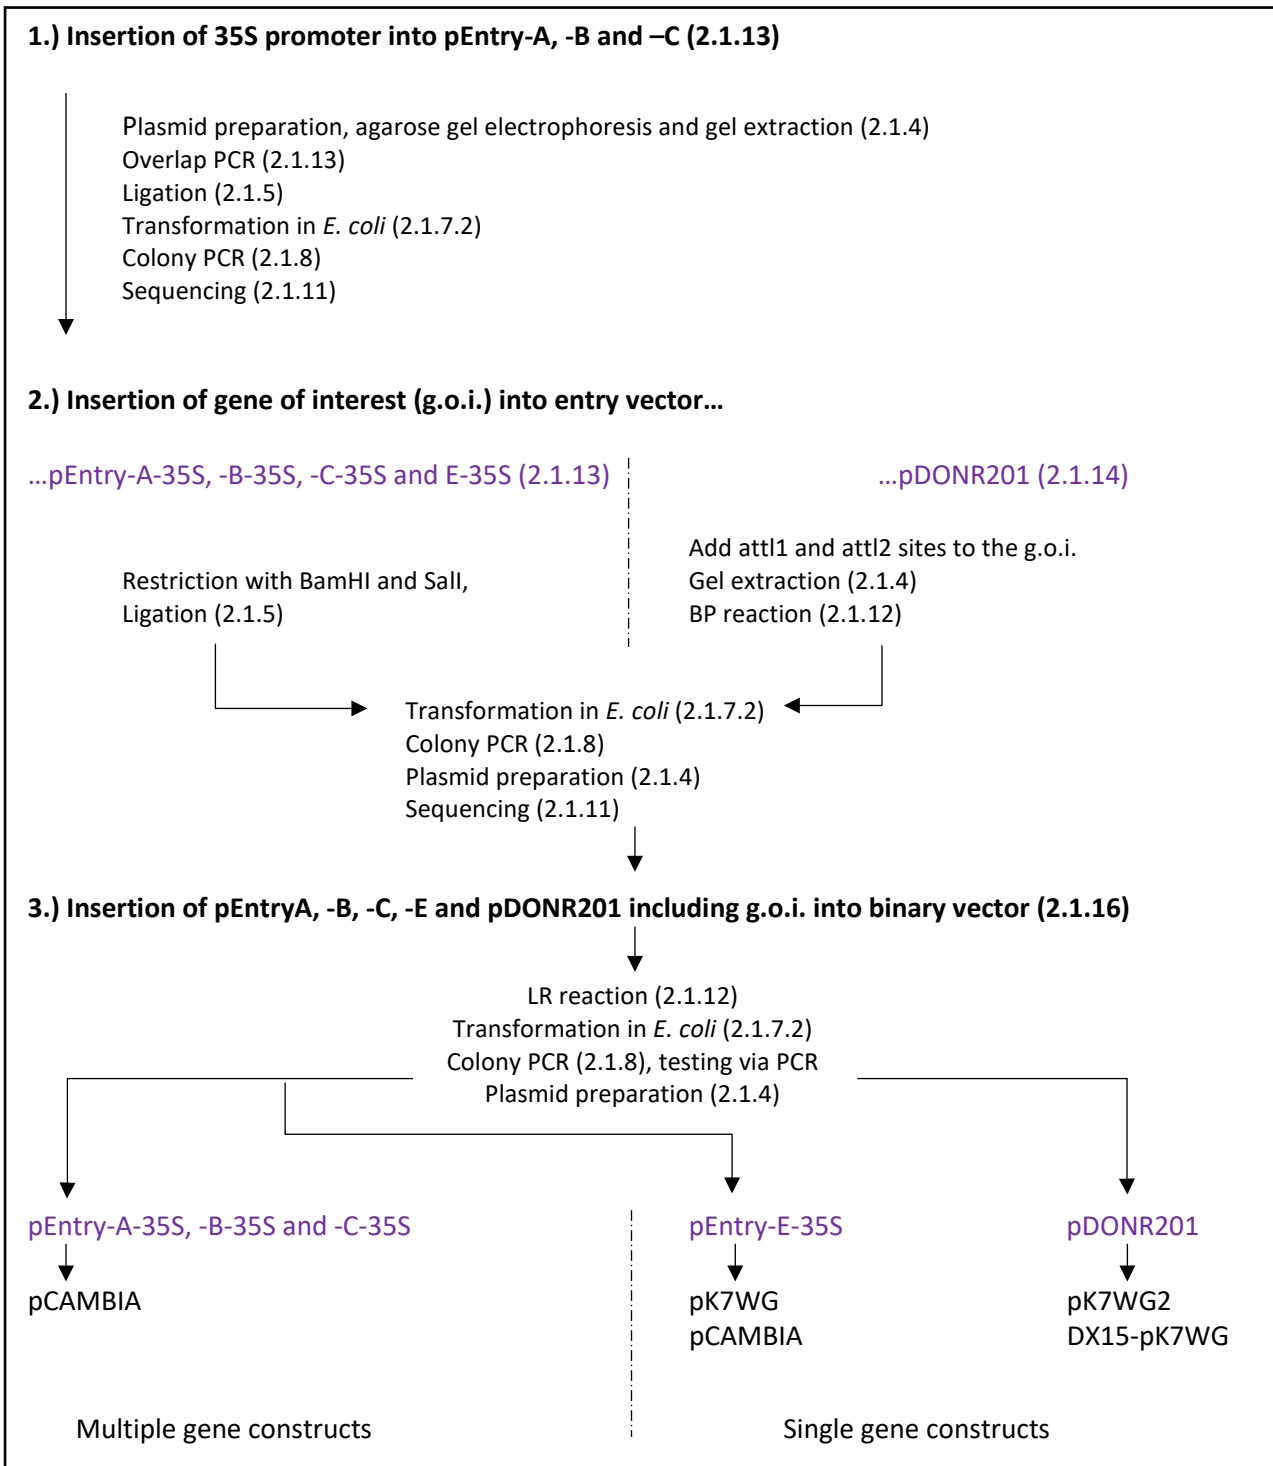 1.) Insertion of 35S promoter into pEntry-A, -B and –C (2.1.13)
Plasmid preparation, agarose gel electrophoresis and gel extraction (2.1.4)
Overlap PCR (2.1.13)
Ligation (2.1.5)
Transformation in E. coli (2.1.7.2)
Colony PCR (2.1.8)
Sequencing (2.1.11)
2.) Insertion of gene of interest (g.o.i.) into entry vector…
…pEntry-A-35S, -B-35S, -C-35S and E-35S (2.1.13)
Restriction with BamHI and SalI,
Ligation (2.1.5)
…pDONR201 (2.1.14)
Add attl1 and attl2 sites to the g.o.i.
Gel extraction (2.1.4)
BP reaction (2.1.12)
Transformation in E. coli (2.1.7.2)
Colony PCR (2.1.8)
Plasmid preparation (2.1.4)
Sequencing (2.1.11)
3.) Insertion of pEntryA, -B, -C, -E and pDONR201 including g.o.i. into binary vector (2.1.16)
LR reaction (2.1.12)
Transformation in E. coli (2.1.7.2)
Colony PCR (2.1.8), testing via PCR
Plasmid preparation (2.1.4)
pEntry-A-35S, -B-35S and -C-35S
pCAMBIA
Multiple gene constructs
pEntry-E-35S
pK7WG
pCAMBIA
pDONR201
pK7WG2
DX15-pK7WG
Single gene constructs